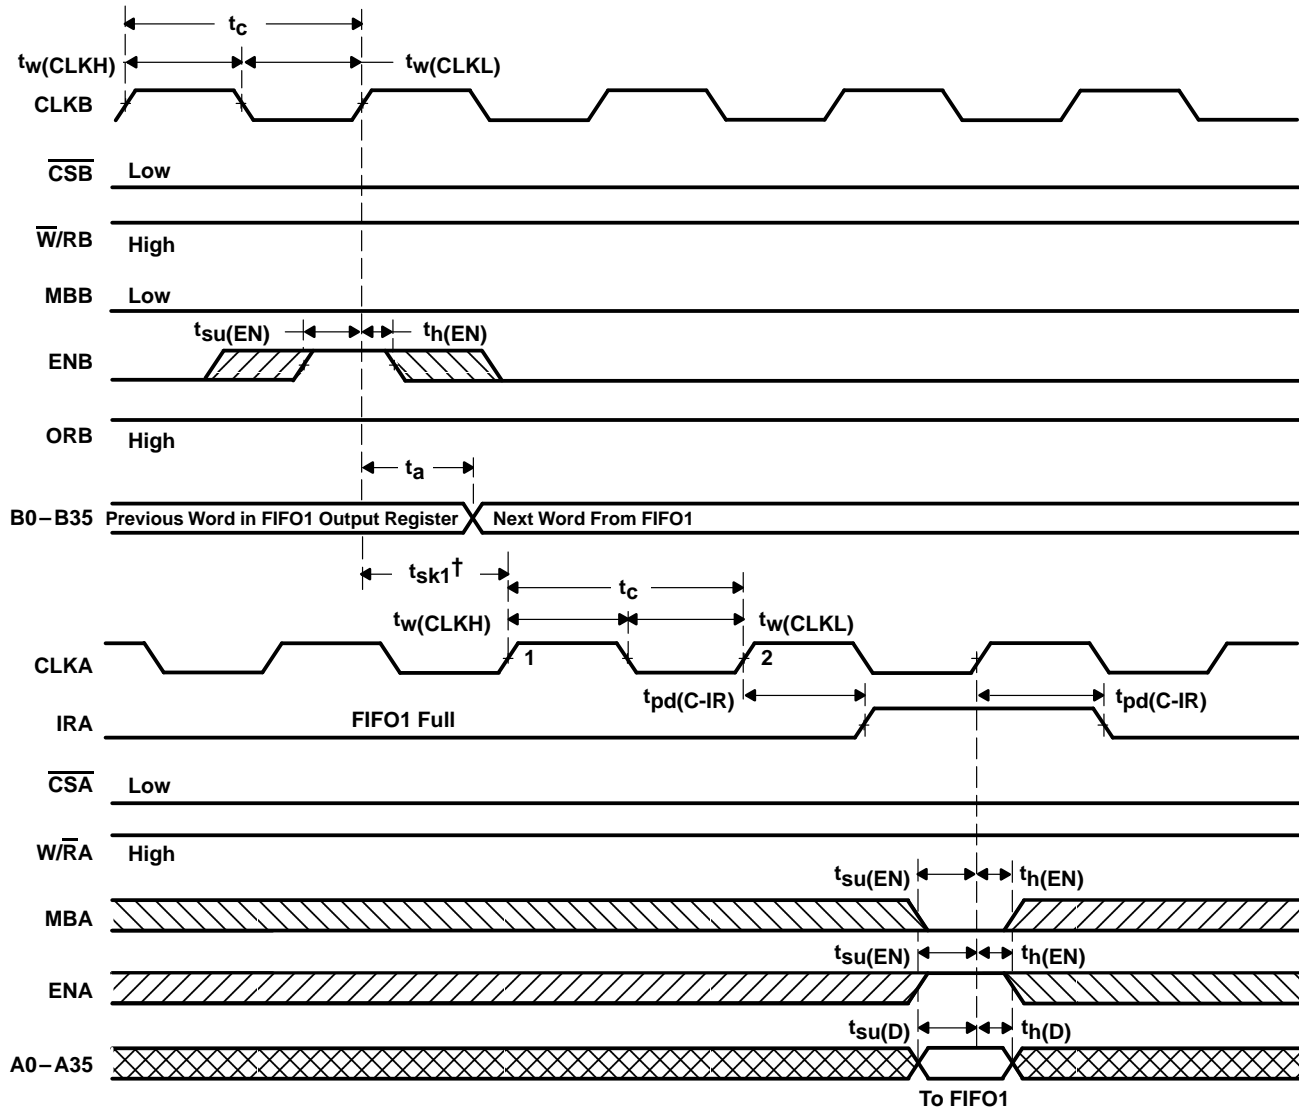 tc
tw(CLKH) tw(CLKL)
CLKB
CSB Low
W/RB High
MBB Low
tsu(EN) th(EN)
ENB
ORB High
ta
B0–B35 Previous Word in FIFO1 Output Register Next Word From FIFO1
tsk1†
tc
tw(CLKH) tw(CLKL)
CLKA 1 2
tpd(C-IR) tpd(C-IR)
IRA FIFO1 Full
CSA Low
W/RA High
tsu(EN) th(EN)
MBA
tsu(EN) th(EN)
ENA
tsu(D) th(D)
A0–A35
To FIFO1